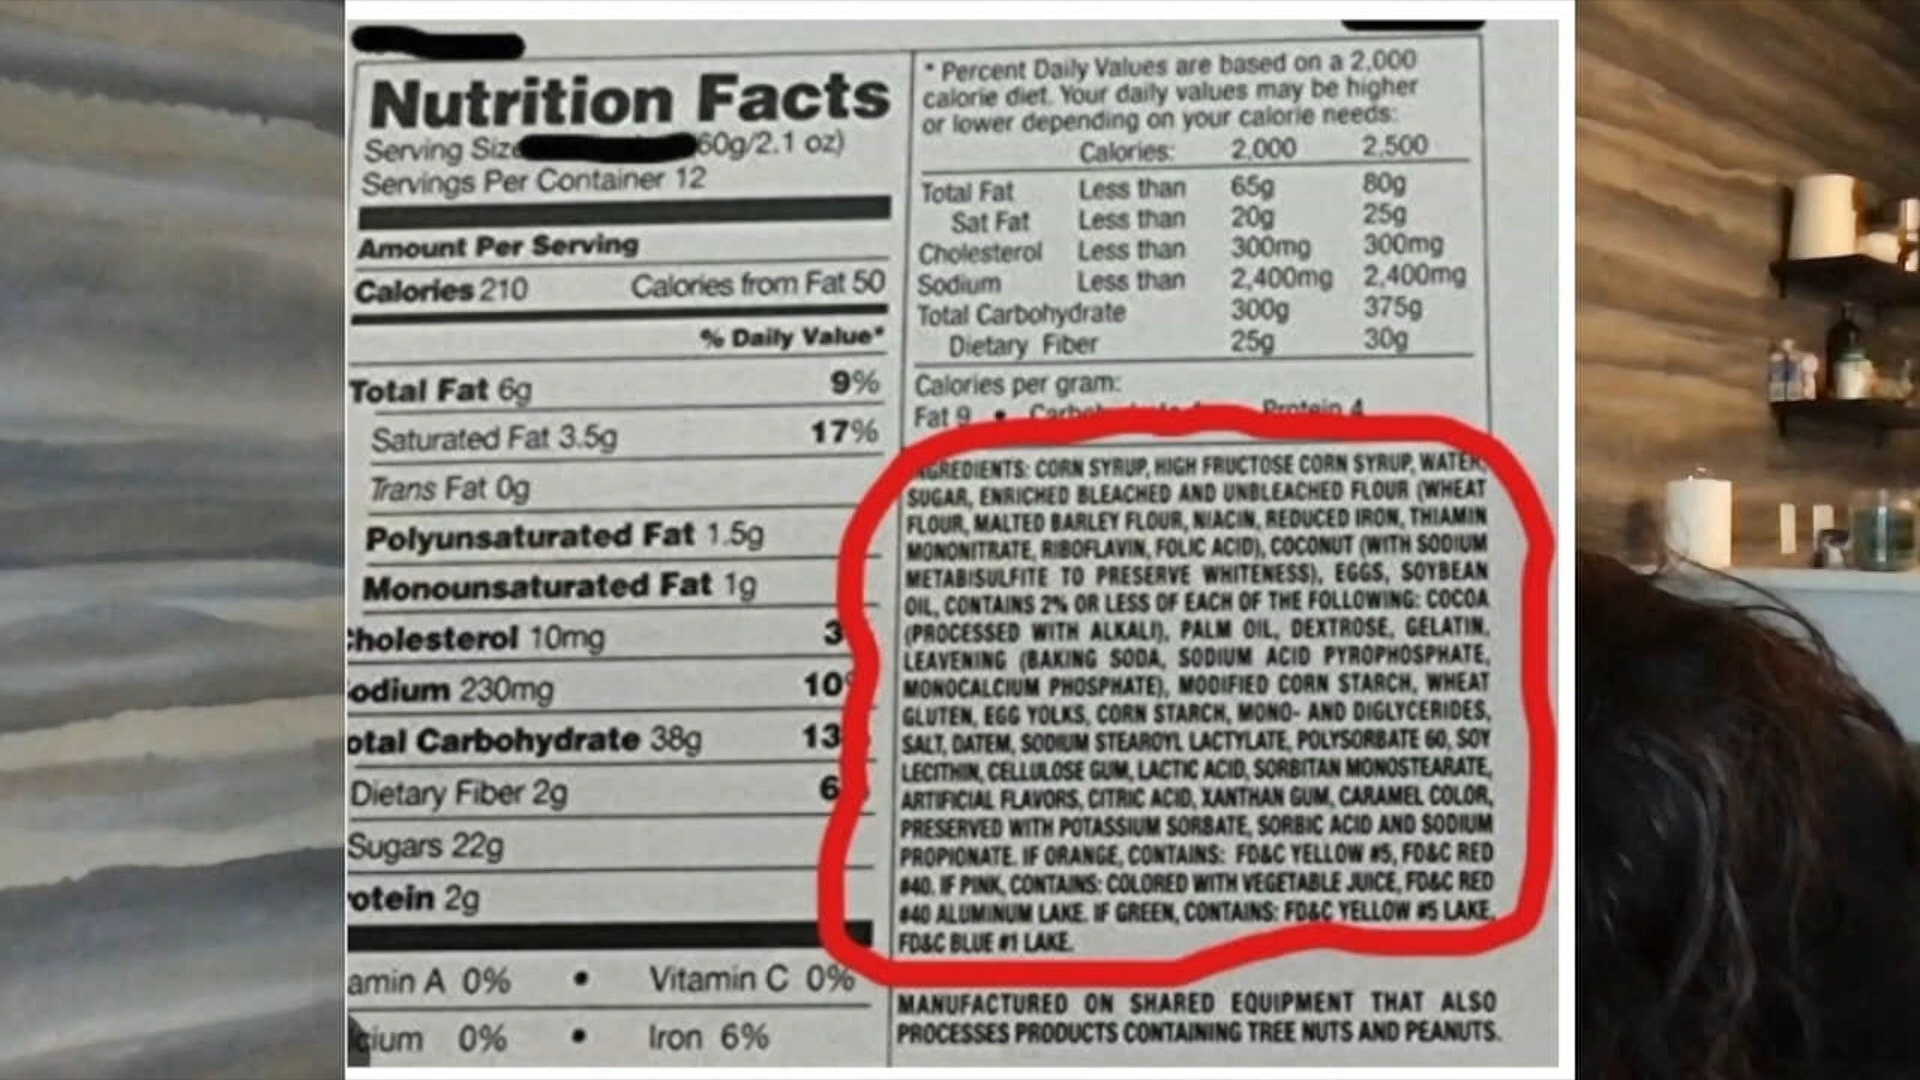 Nutrition Facts
Serving Size 60g/2.1 oz)
Servings Per Container 12
Amount Per Serving
Calories 210 Calories from Fat 50
% Daily Value*
Total Fat 6g 9%
Saturated Fat 3.5g 17%
Trans Fat 0g
Polyunsaturated Fat 1.5g
Monounsaturated Fat 1g
holesterol 10mg 3
odium 230mg 10
otal Carbohydrate 38g 13
Dietary Fiber 2g 6
Sugars 22g
rotein 2g
amin A 0% • Vitamin C 0%
cium 0% • Iron 6%
* Percent Daily Values are based on a 2,000
calorie diet. Your daily values may be higher
or lower depending on your calorie needs:
Calories: 2,000 2,500
Total Fat Less than 65g 80g
Sat Fat Less than 20g 25g
Cholesterol Less than 300mg 300mg
Sodium Less than 2,400mg 2,400mg
Total Carbohydrate 300g 375g
Dietary Fiber 25g 30g
Calories per gram:
Fat 9 • Protein 4
INGREDIENTS: CORN SYRUP, HIGH FRUCTOSE CORN SYRUP, WATER,
SUGAR, ENRICHED BLEACHED AND UNBLEACHED FLOUR (WHEAT
FLOUR, MALTED BARLEY FLOUR, NIACIN, REDUCED IRON, THIAMIN
MONONITRATE, RIBOFLAVIN, FOLIC ACID), COCONUT (WITH SODIUM
METABISULFITE TO PRESERVE WHITENESS), EGGS, SOYBEAN
OIL, CONTAINS 2% OR LESS OF EACH OF THE FOLLOWING: COCOA
(PROCESSED WITH ALKALI), PALM OIL, DEXTROSE, GELATIN,
LEAVENING (BAKING SODA, SODIUM ACID PYROPHOSPHATE,
MONOCALCIUM PHOSPHATE), MODIFIED CORN STARCH, WHEAT
GLUTEN, EGG YOLKS, CORN STARCH, MONO- AND DIGLYCERIDES,
SALT, DATEM, SODIUM STEAROYL LACTYLATE, POLYSORBATE 60, SOY
LECITHIN, CELLULOSE GUM, LACTIC ACID, SORBITAN MONOSTEARATE,
ARTIFICIAL FLAVORS, CITRIC ACID, XANTHAN GUM, CARAMEL COLOR,
PRESERVED WITH POTASSIUM SORBATE, SORBIC ACID AND SODIUM
PROPIONATE. IF ORANGE, CONTAINS: FD&C YELLOW #5, FD&C RED
#40. IF PINK, CONTAINS: COLORED WITH VEGETABLE JUICE, FD&C RED
#40 ALUMINUM LAKE. IF GREEN, CONTAINS: FD&C YELLOW #5 LAKE,
FD&C BLUE #1 LAKE.
MANUFACTURED ON SHARED EQUIPMENT THAT ALSO
PROCESSES PRODUCTS CONTAINING TREE NUTS AND PEANUTS.